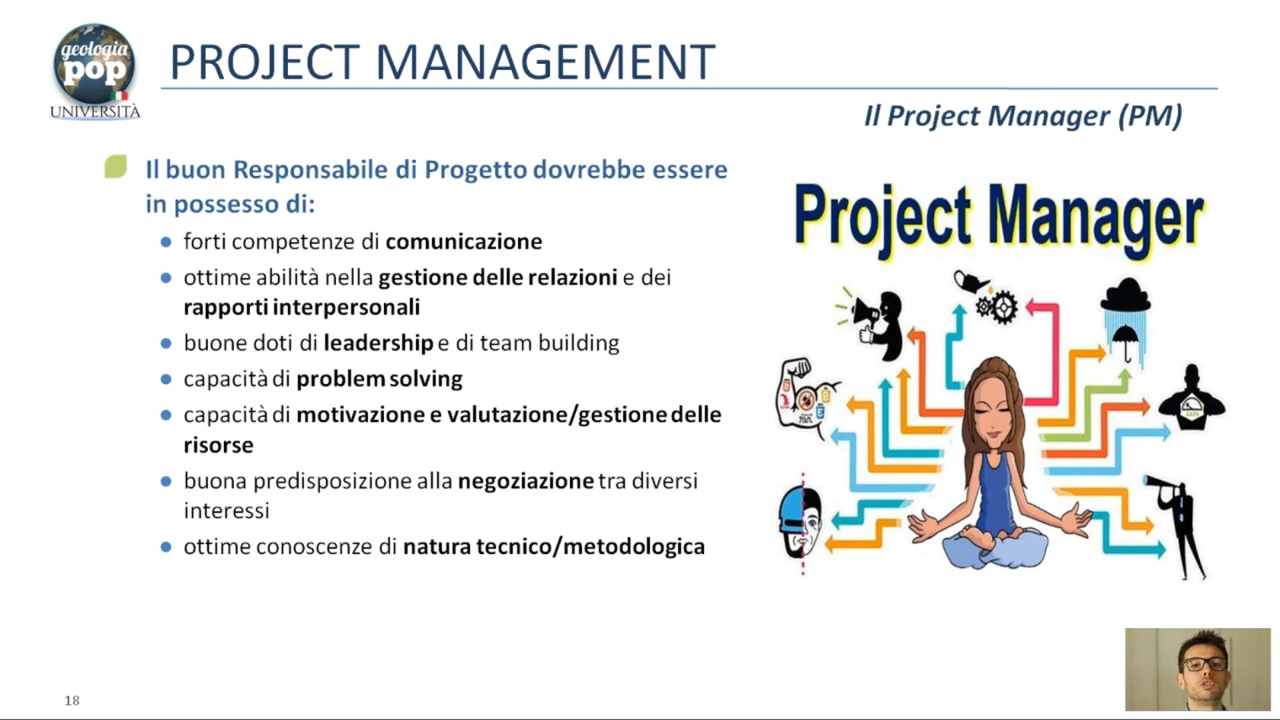 geologia
pop
UNIVERSITÀ
PROJECT MANAGEMENT
Il Project Manager (PM)
Il buon Responsabile di Progetto dovrebbe essere
in possesso di:
forti competenze di comunicazione
ottime abilità nella gestione delle relazioni e dei
rapporti interpersonali
buone doti di leadership e di team building
capacità di problem solving
capacità di motivazione e valutazione/gestione delle
risorse
buona predisposizione alla negoziazione tra diversi
interessi
ottime conoscenze di natura tecnico/metodologica
Project Manager
18